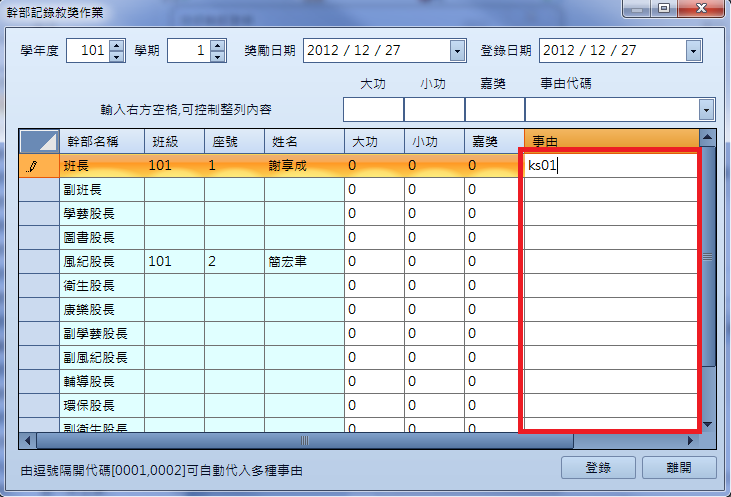 幹部記錄敘獎作業
學年度 101 學期 1 獎勵日期 2012 / 12 / 27 登錄日期 2012 / 12 / 27
大功 小功 嘉獎 事由代碼
輸入右方空格,可控制整列內容
幹部名稱 班級 座號 姓名 大功 小功 嘉獎 事由
班長 101 1 謝享成 0 0 0 ks01
副班長 0 0 0
學藝股長 0 0 0
圖書股長 0 0 0
風紀股長 101 2 簡宏聿 0 0 0
衛生股長 0 0 0
康樂股長 0 0 0
副學藝股長 0 0 0
副風紀股長 0 0 0
輔導股長 0 0 0
環保股長 0 0 0
副衛生股長 0 0 0
由逗號隔開代碼[0001,0002]可自動代入多種事由
登錄 離開